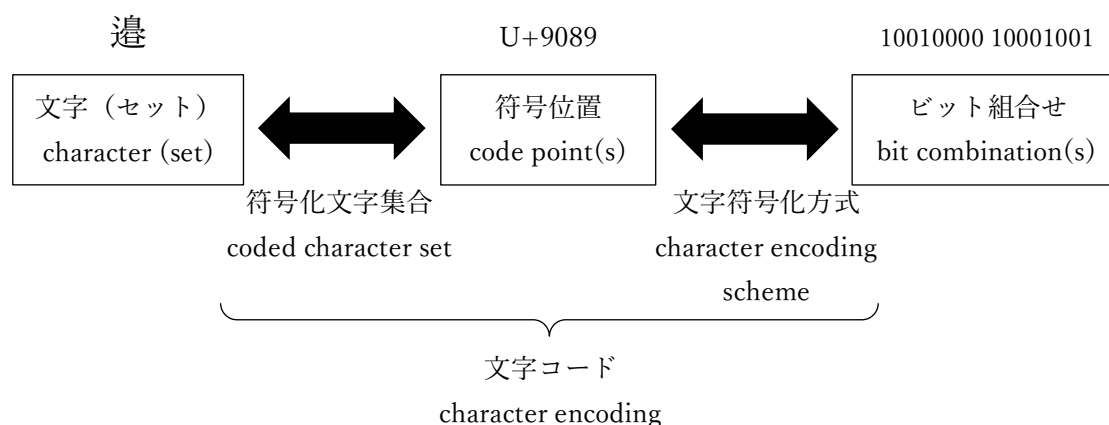 邉
U+9089
10010000 10001001
文字（セット）
character (set)
符号位置
code point(s)
ビット組合せ
bit combination(s)
符号化文字集合
coded character set
文字符号化方式
character encoding
scheme
文字コード
character encoding